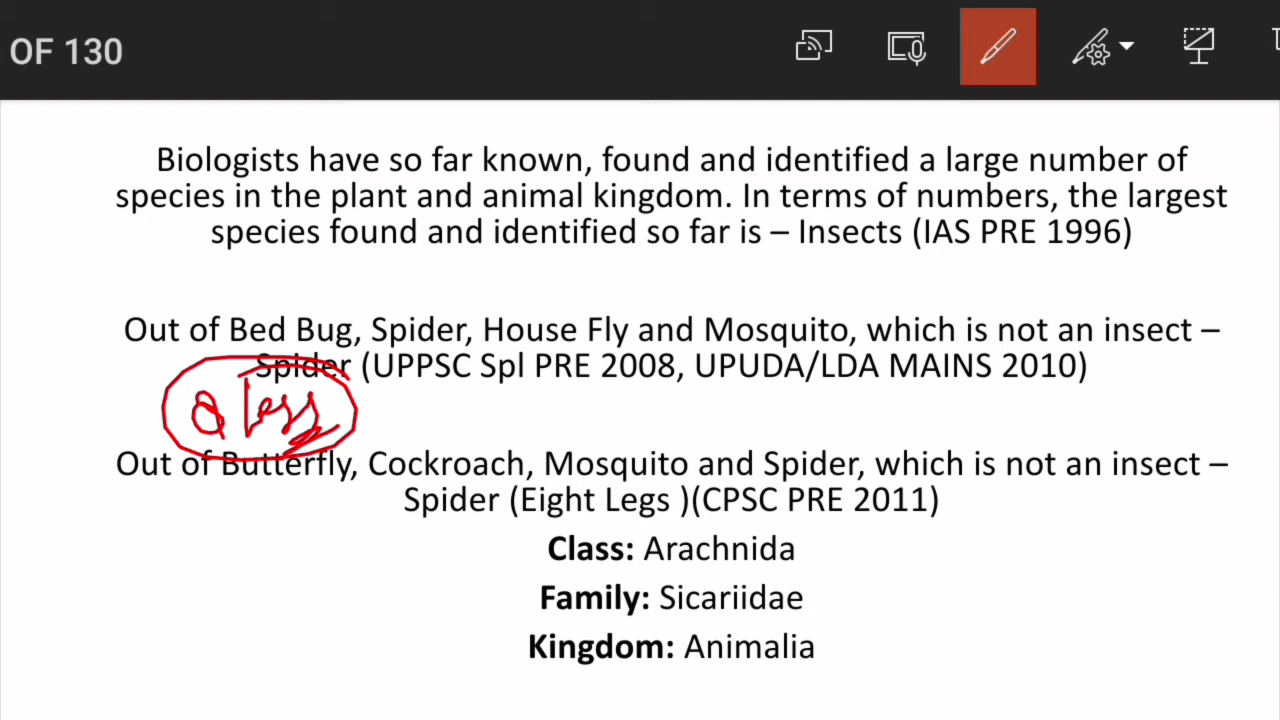 OF 130
Biologists have so far known, found and identified a large number of
species in the plant and animal kingdom. In terms of numbers, the largest
species found and identified so far is – Insects (IAS PRE 1996)
Out of Bed Bug, Spider, House Fly and Mosquito, which is not an insect –
Spider (UPPSC Spl PRE 2008, UPUDA/LDA MAINS 2010)
Out of Butterfly, Cockroach, Mosquito and Spider, which is not an insect –
Spider (Eight Legs )(CPSC PRE 2011)
Class: Arachnida
Family: Sicariidae
Kingdom: Animalia